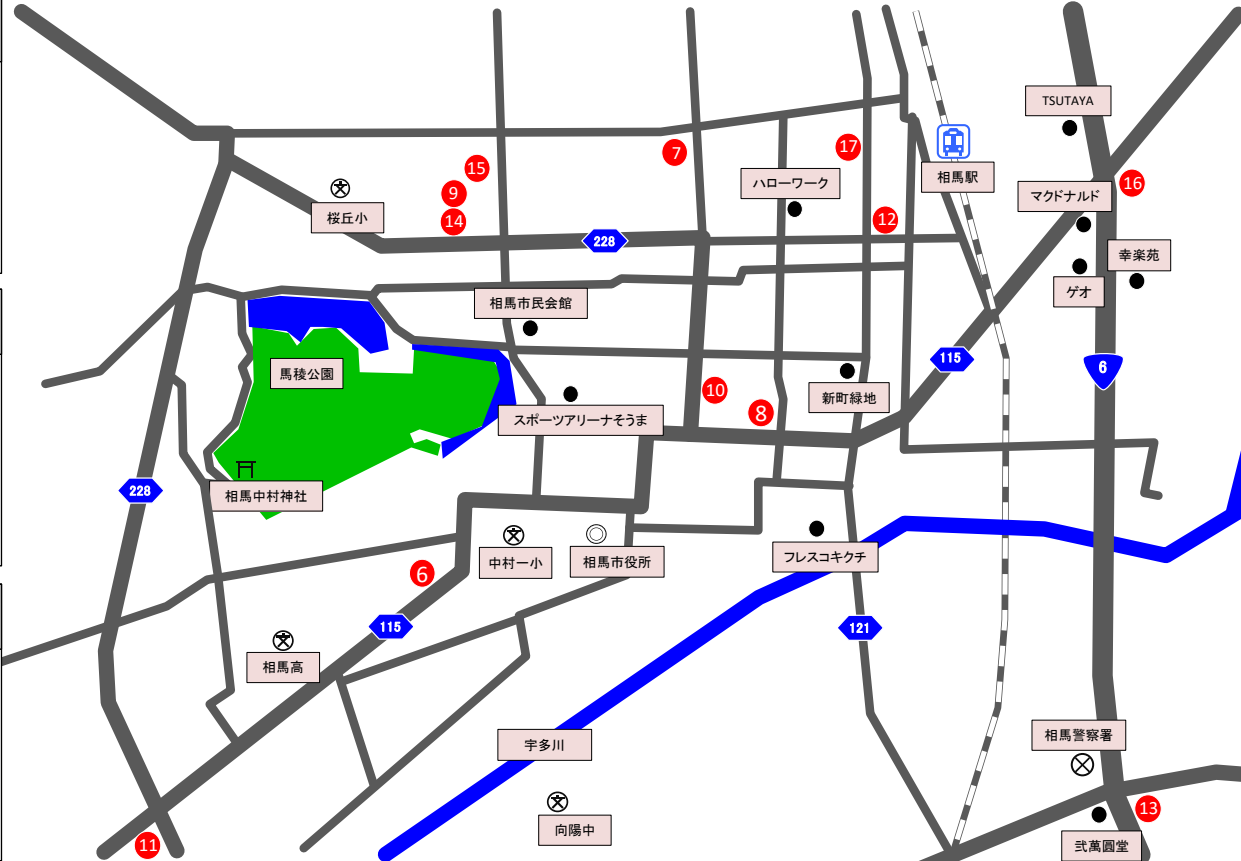 TSUTAYA
15
7
17
ハローワーク
相馬駅
16
9
マクドナルド
桜丘小
14
12
228
幸楽苑
ゲオ
相馬市民会館
115
6
馬稜公園
10
新町緑地
8
スポーツアリーナそうま
228
相馬中村神社
中村一小
相馬市役所
フレスコキクチ
6
115
121
相馬高
宇多川
相馬警察署
13
向陽中
弐萬圓堂
11